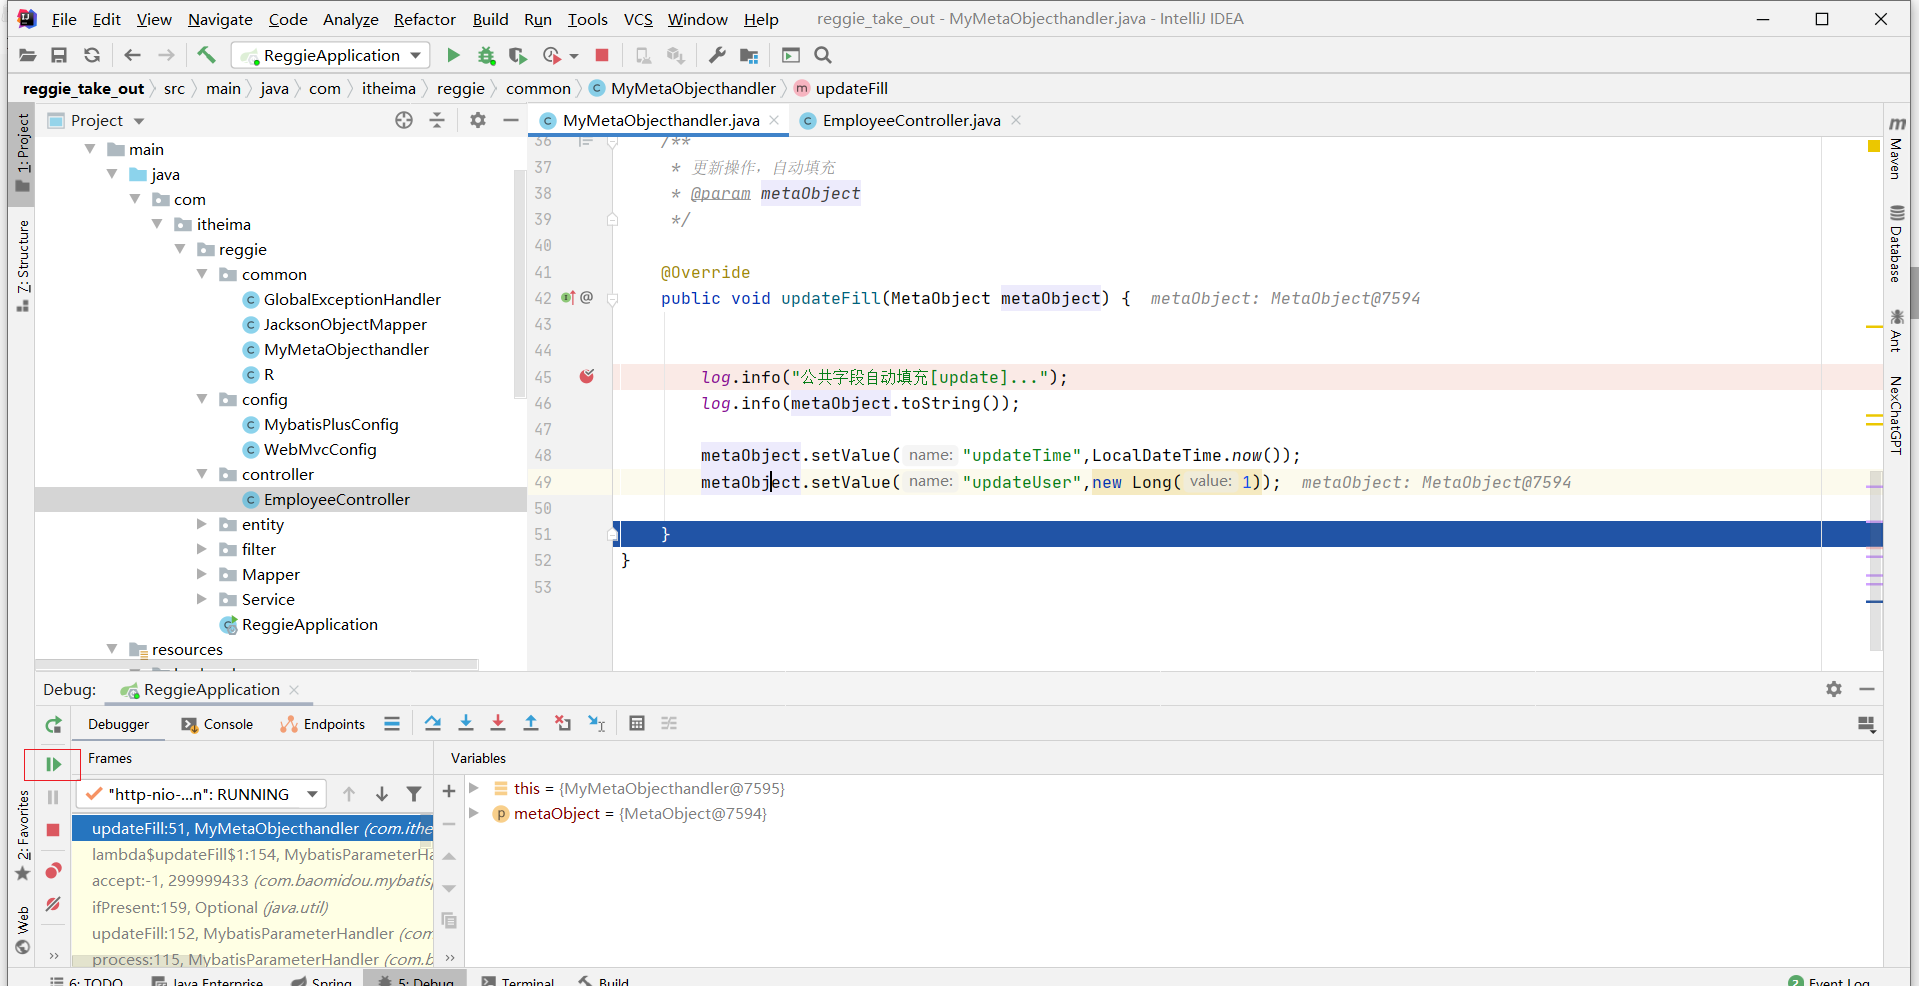 File Edit View Navigate Code Analyze Refactor Build Run Tools VCS Window Help reggie_take_out - MyMetaObjecthandler.java - IntelliJ IDEA
ReggieApplication
reggie_take_out src main java com itheima reggie common MyMetaObjecthandler updateFill
1: Project
Z: Structure
2: Favorites
Web
Project
main
java
com
itheima
reggie
common
GlobalExceptionHandler
JacksonObjectMapper
MyMetaObjecthandler
R
config
MybatisPlusConfig
WebMvcConfig
controller
EmployeeController
entity
filter
Mapper
Service
ReggieApplication
resources
MyMetaObjecthandler.java EmployeeController.java
36 /**
37 * 更新操作，自动填充
38 * @param metaObject
39 */
40
41 @Override
42 public void updateFill(MetaObject metaObject) { metaObject: MetaObject@7594
43
44
45 log.info("公共字段自动填充[update]...");
46 log.info(metaObject.toString());
47
48 metaObject.setValue( name: "updateTime",LocalDateTime.now());
49 metaObject.setValue( name: "updateUser",new Long( value: 1)); metaObject: MetaObject@7594
50
51 }
52 }
53
Maven
Database
Ant
NexChatGPT
Debug: ReggieApplication
Debugger Console Endpoints
Frames
"http-nio-...n": RUNNING
updateFill:51, MyMetaObjecthandler (com.ithe
lambda$updateFill$1:154, MybatisParameterHa
accept:-1, 299999433 (com.baomidou.mybatisp
ifPresent:159, Optional (java.util)
updateFill:152, MybatisParameterHandler (com
process:115, MybatisParameterHandler (com.b
Variables
this = {MyMetaObjecthandler@7595}
metaObject = {MetaObject@7594}
6: TODO Java Enterprise Spring 5: Debug Terminal Build 2 Event Log